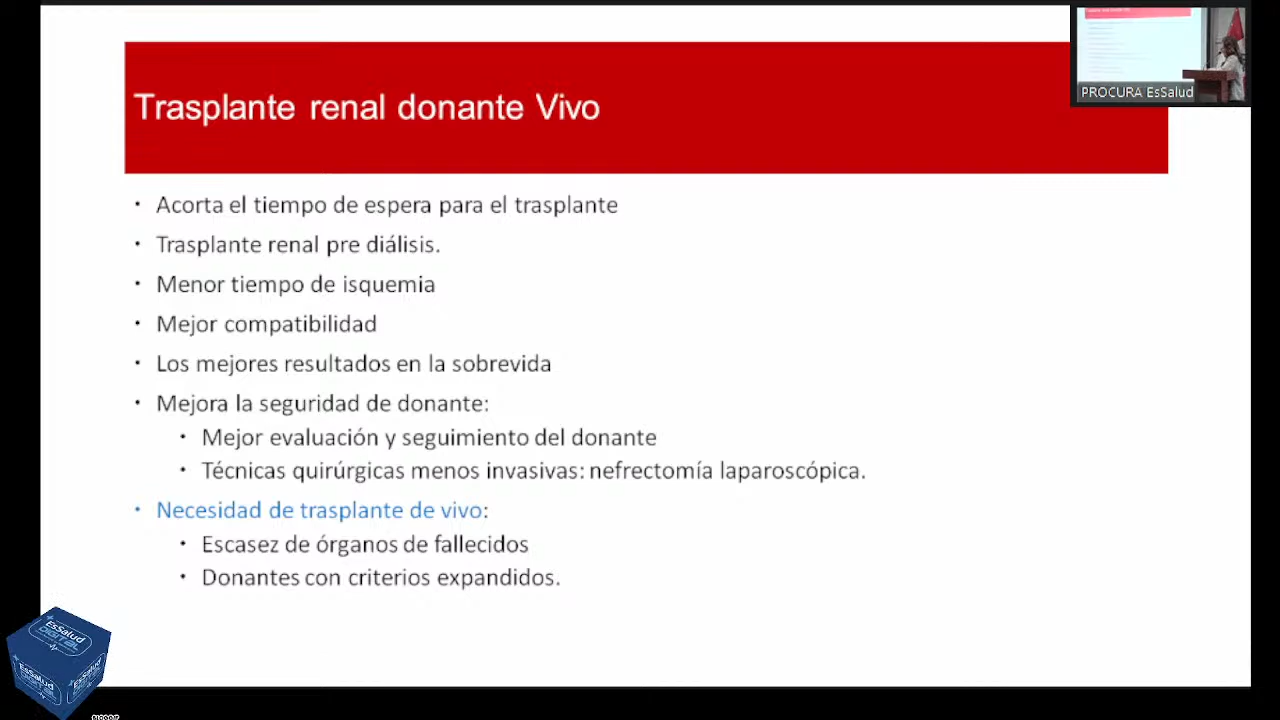 Trasplante renal donante Vivo
PROCURA EsSalud
• Acorta el tiempo de espera para el trasplante
• Trasplante renal pre diálisis.
• Menor tiempo de isquemia
• Mejor compatibilidad
• Los mejores resultados en la sobrevida
• Mejora la seguridad de donante:
• Mejor evaluación y seguimiento del donante
• Técnicas quirúrgicas menos invasivas: nefrectomía laparoscópica.
• Necesidad de trasplante de vivo:
• Escasez de órganos de fallecidos
• Donantes con criterios expandidos.
EsSalud
DIGITAL
EsSalud